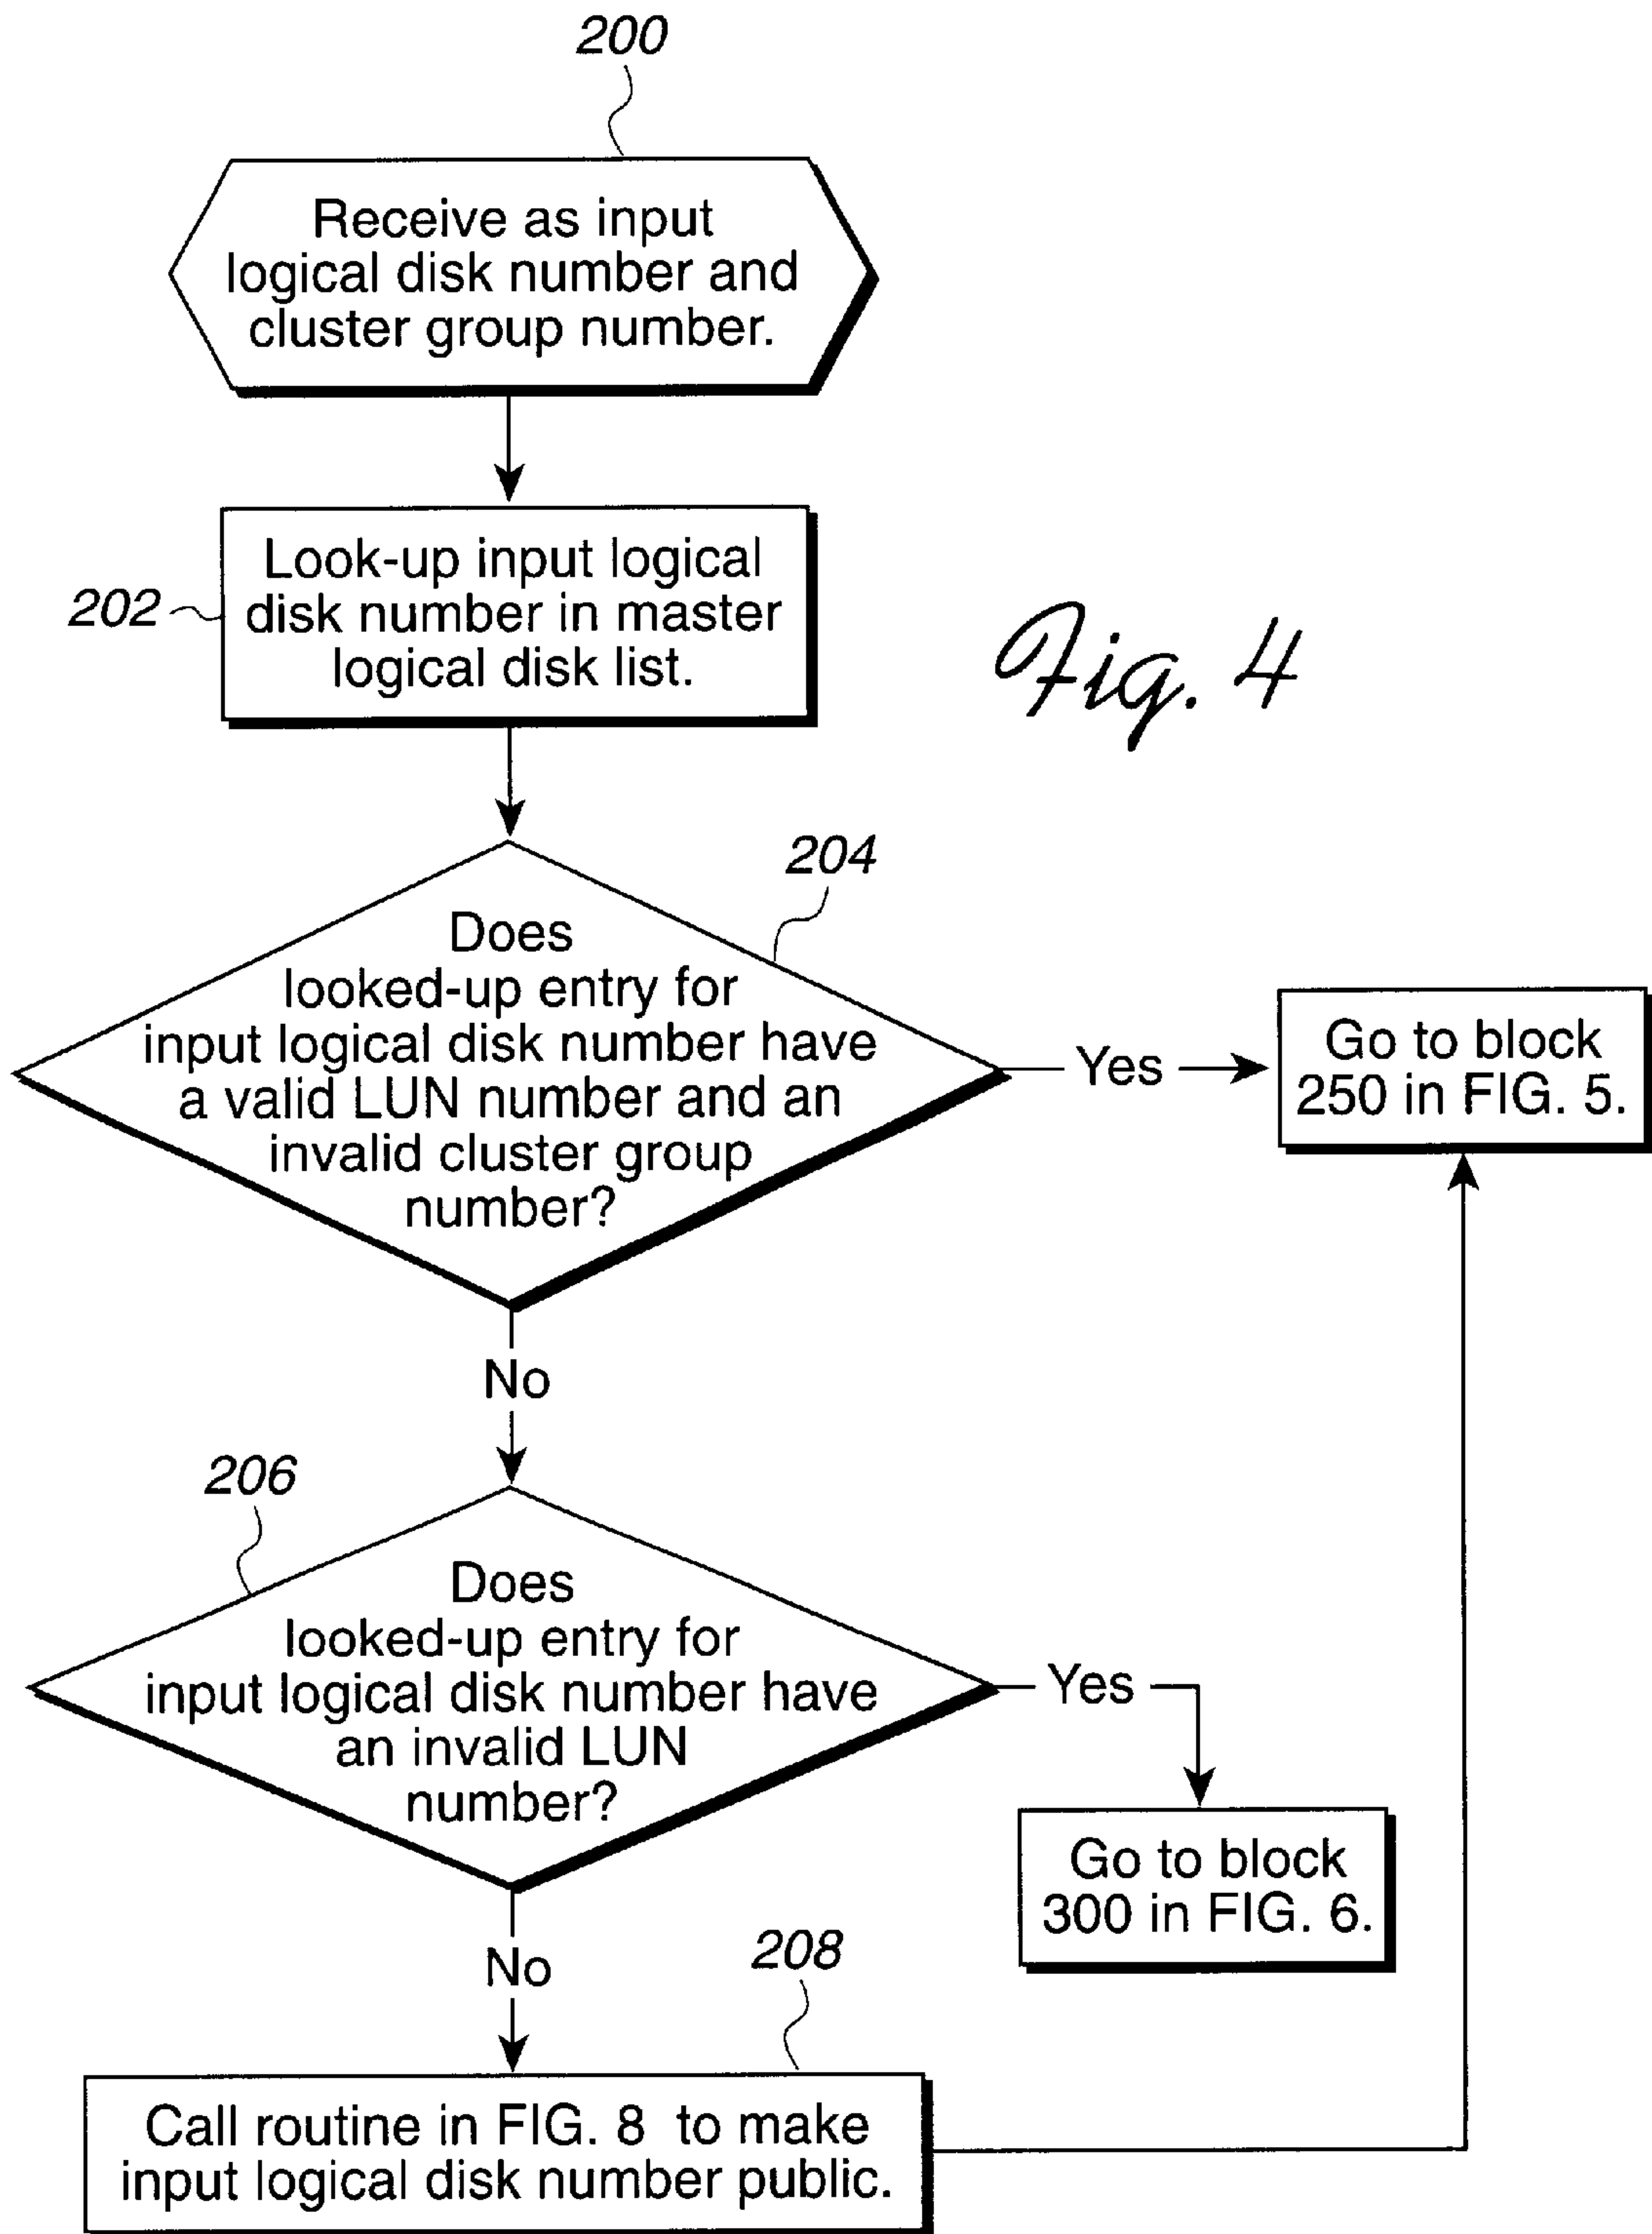 200
Receive as input
logical disk number and
cluster group number.
202
Look-up input logical
disk number in master
logical disk list.
Fig. 4
204
Does
looked-up entry for
input logical disk number have
a valid LUN number and an
invalid cluster group
number?
Yes
Go to block
250 in FIG. 5.
No
206
Does
looked-up entry for
input logical disk number have
an invalid LUN
number?
Yes
Go to block
300 in FIG. 6.
No
208
Call routine in FIG. 8 to make
input logical disk number public.